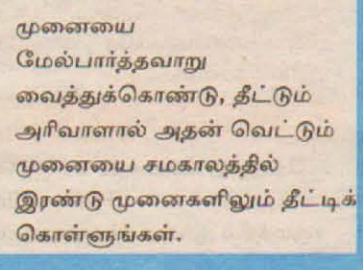 முனையை
மேல்பார்த்தவாறு
வைத்துக்கொண்டு, தீட்டும்
அரிவாளால் அதன் வெட்டும்
முனையை சமகாலத்தில்
இரண்டு முனைகளிலும் தீட்டிக்
கொள்ளுங்கள்.